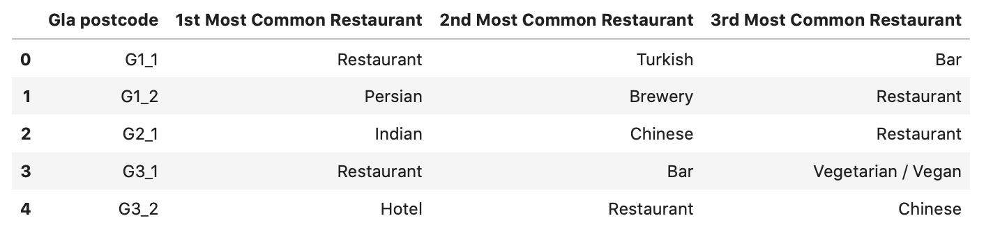 Gla postcode 1st Most Common Restaurant 2nd Most Common Restaurant 3rd Most Common Restaurant
0 G1_1 Restaurant Turkish Bar
1 G1_2 Persian Brewery Restaurant
2 G2_1 Indian Chinese Restaurant
3 G3_1 Restaurant Bar Vegetarian / Vegan
4 G3_2 Hotel Restaurant Chinese